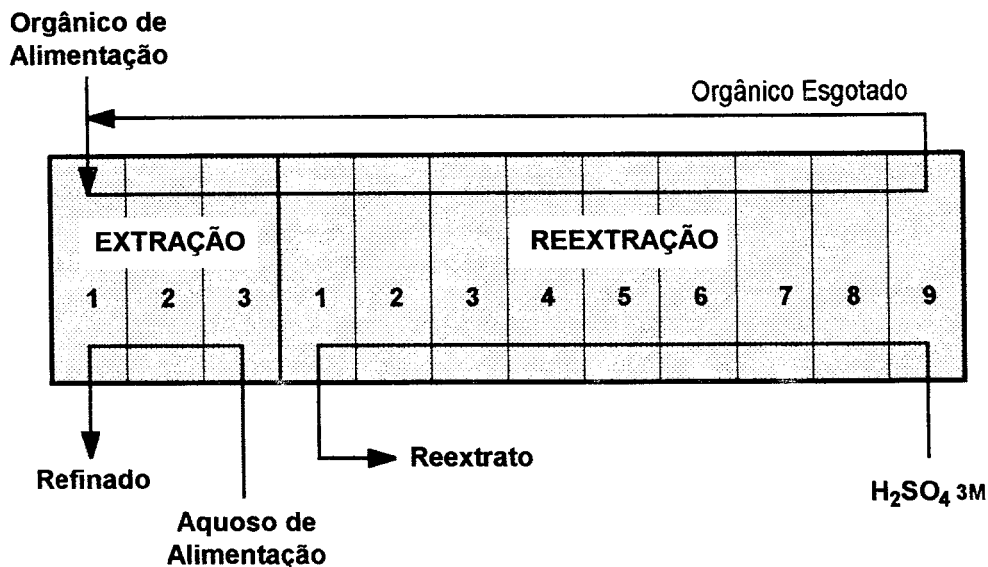 Orgânico de
Alimentação
Orgânico Esgotado
EXTRAÇÃO
REEXTRAÇÃO
1 2 3 1 2 3 4 5 6 7 8 9
Refinado
Reextrato
H₂SO₄ 3M
Aquoso de
Alimentação